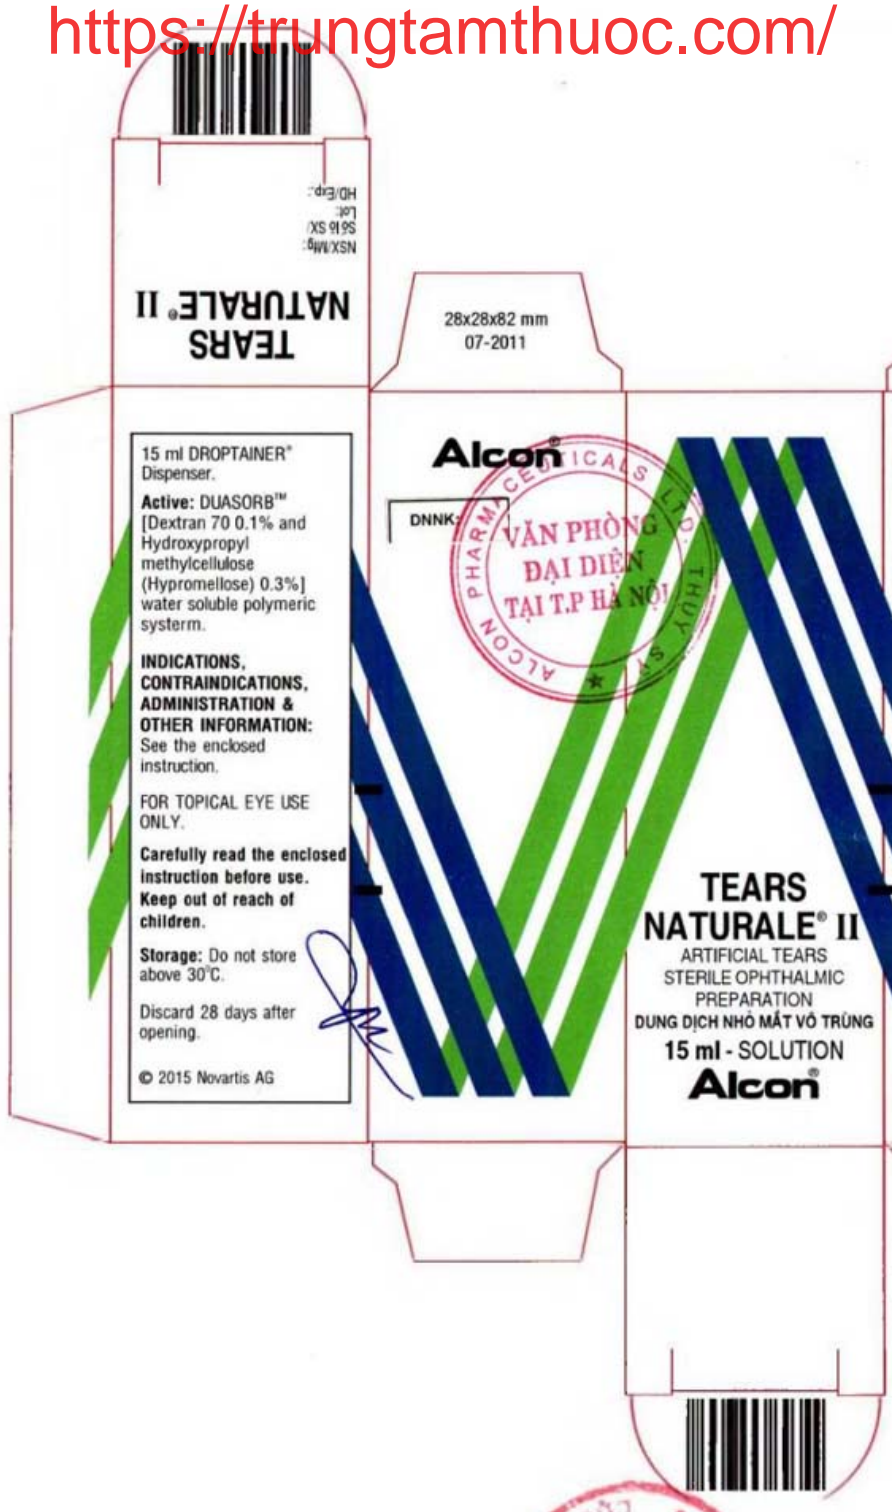 https://trungtamthuoc.com/
NSX/Mfg:
Số lô SX/
Lot:
HD/Exp.:
TEARS
NATURALE® II
28x28x82 mm
07-2011
15 ml DROPTAINER®
Dispenser.
Active: DUASORB™
[Dextran 70 0.1% and
Hydroxypropyl
methylcellulose
(Hypromellose) 0.3%]
water soluble polymeric
systerm.
INDICATIONS,
CONTRAINDICATIONS,
ADMINISTRATION &
OTHER INFORMATION:
See the enclosed
instruction.
FOR TOPICAL EYE USE
ONLY.
Carefully read the enclosed
instruction before use.
Keep out of reach of
children.
Storage: Do not store
above 30°C.
Discard 28 days after
opening.
© 2015 Novartis AG
Alcon®
DNNK:
ALCON PHARMACEUTICALS LTD. THỤY SỸ
VĂN PHÒNG
ĐẠI DIỆN
TẠI T.P HÀ NỘI
TEARS
NATURALE® II
ARTIFICIAL TEARS
STERILE OPHTHALMIC
PREPARATION
DUNG DỊCH NHỎ MẮT VÔ TRÙNG
15 ml - SOLUTION
Alcon®